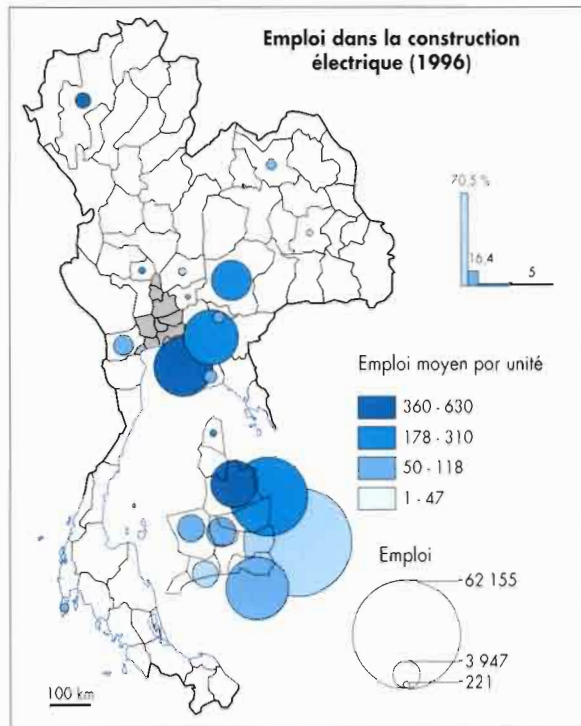 Emploi dans la construction
électrique (1996)
70,5 %
16,4
5
Emploi moyen por unité
360 - 630
178 - 310
50 - 118
1 - 47
Emploi
62 155
3 947
221
100 km